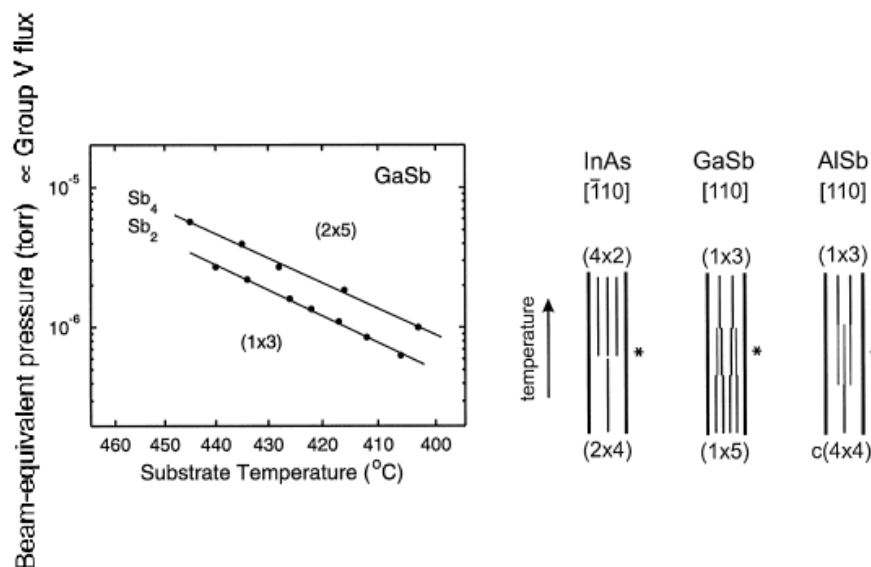 Beam-equivalent pressure (torr) ∝ Group V flux
10⁻⁵
10⁻⁶
GaSb
Sb₄
Sb₂
(2x5)
(1x3)
460 450 440 430 420 410 400
Substrate Temperature (°C)
temperature
InAs GaSb AlSb
[1̄10] [110] [110]
(4x2) (1x3) (1x3)
* *
(2x4) (1x5) c(4x4)